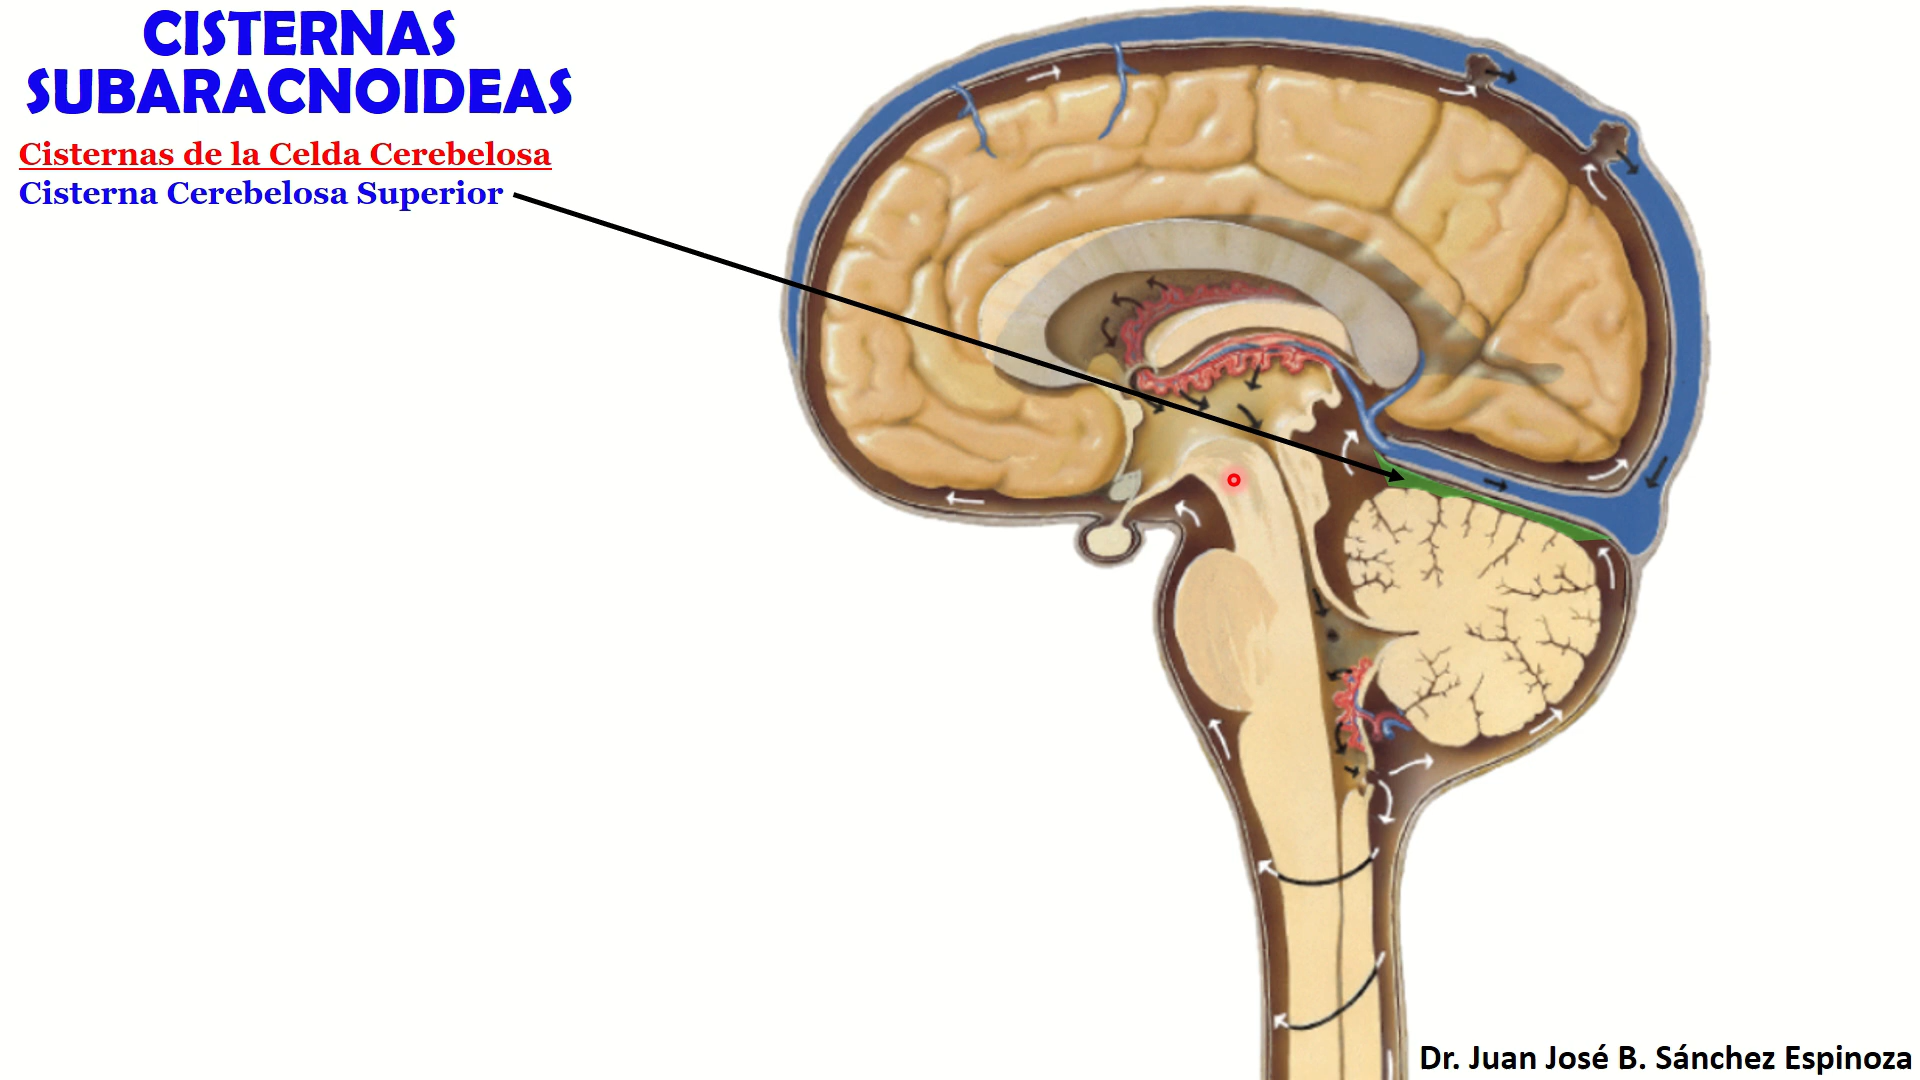 CISTERNAS
SUBARACNOIDEAS
Cisternas de la Celda Cerebelosa
Cisterna Cerebelosa Superior
Dr. Juan José B. Sánchez Espinoza